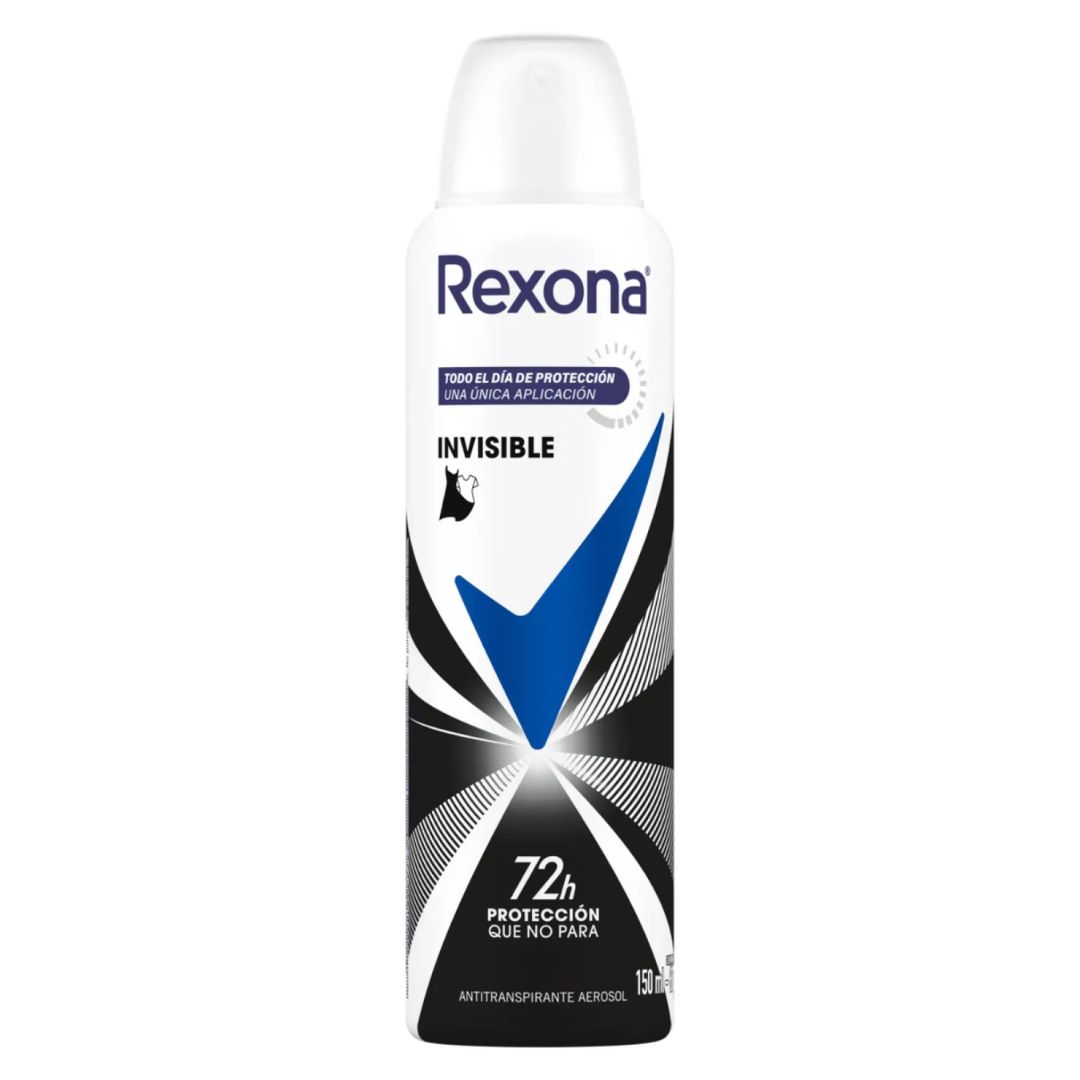 Rexona®
TODO EL DÍA DE PROTECCIÓN
UNA ÚNICA APLICACIÓN
INVISIBLE
72h
PROTECCIÓN
QUE NO PARA
150 ml
ANTITRANSPIRANTE AEROSOL